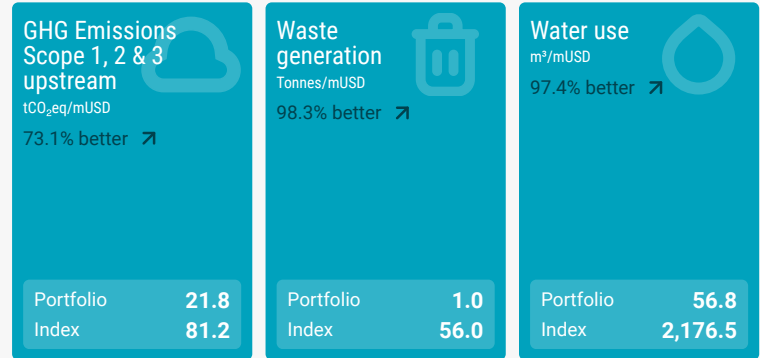 GHG Emissions
Scope 1, 2 & 3
upstream
tCO₂eq/mUSD
73.1% better
Portfolio 21.8
Index 81.2
Waste
generation
Tonnes/mUSD
98.3% better
Portfolio 1.0
Index 56.0
Water use
m³/mUSD
97.4% better
Portfolio 56.8
Index 2,176.5